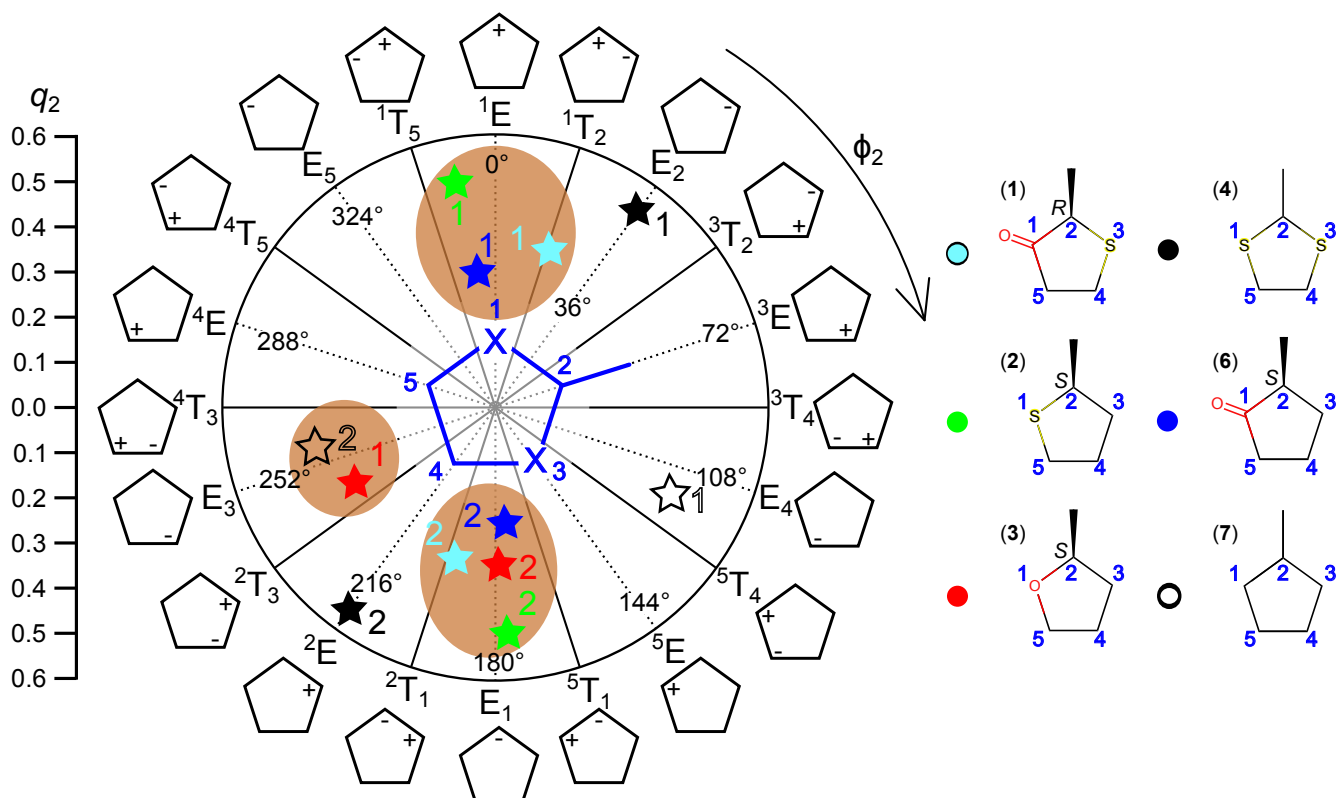 q₂
0.6
0.5
0.4
0.3
0.2
0.1
0.0
0.1
0.2
0.3
0.4
0.5
0.6
+
- +
+ -
-
-
-
+
-
+
+
+
+ -
- +
-
-
+
-
+
-
+
+
-
+
+ -
-
¹E
¹T₂
E₂
³T₂
³E
³T₄
E₄
⁵T₄
⁵E
⁵T₁
E₁
²T₁
²E
²T₃
E₃
⁴T₃
⁴E
⁴T₅
E₅
¹T₅
0°
36°
72°
108°
144°
180°
216°
252°
288°
324°
ϕ₂
1
1
1
1
1
X
2
5
4
X 3
2
1
1
2
2
2
2
2
(1)
R
1
2
3
O
S
5
4
(4)
1
2
3
S
S
5
4
(2)
S
1
2
3
S
5
4
(6)
S
1
2
3
O
5
4
(3)
S
1
2
3
O
5
4
(7)
1
2
3
5
4